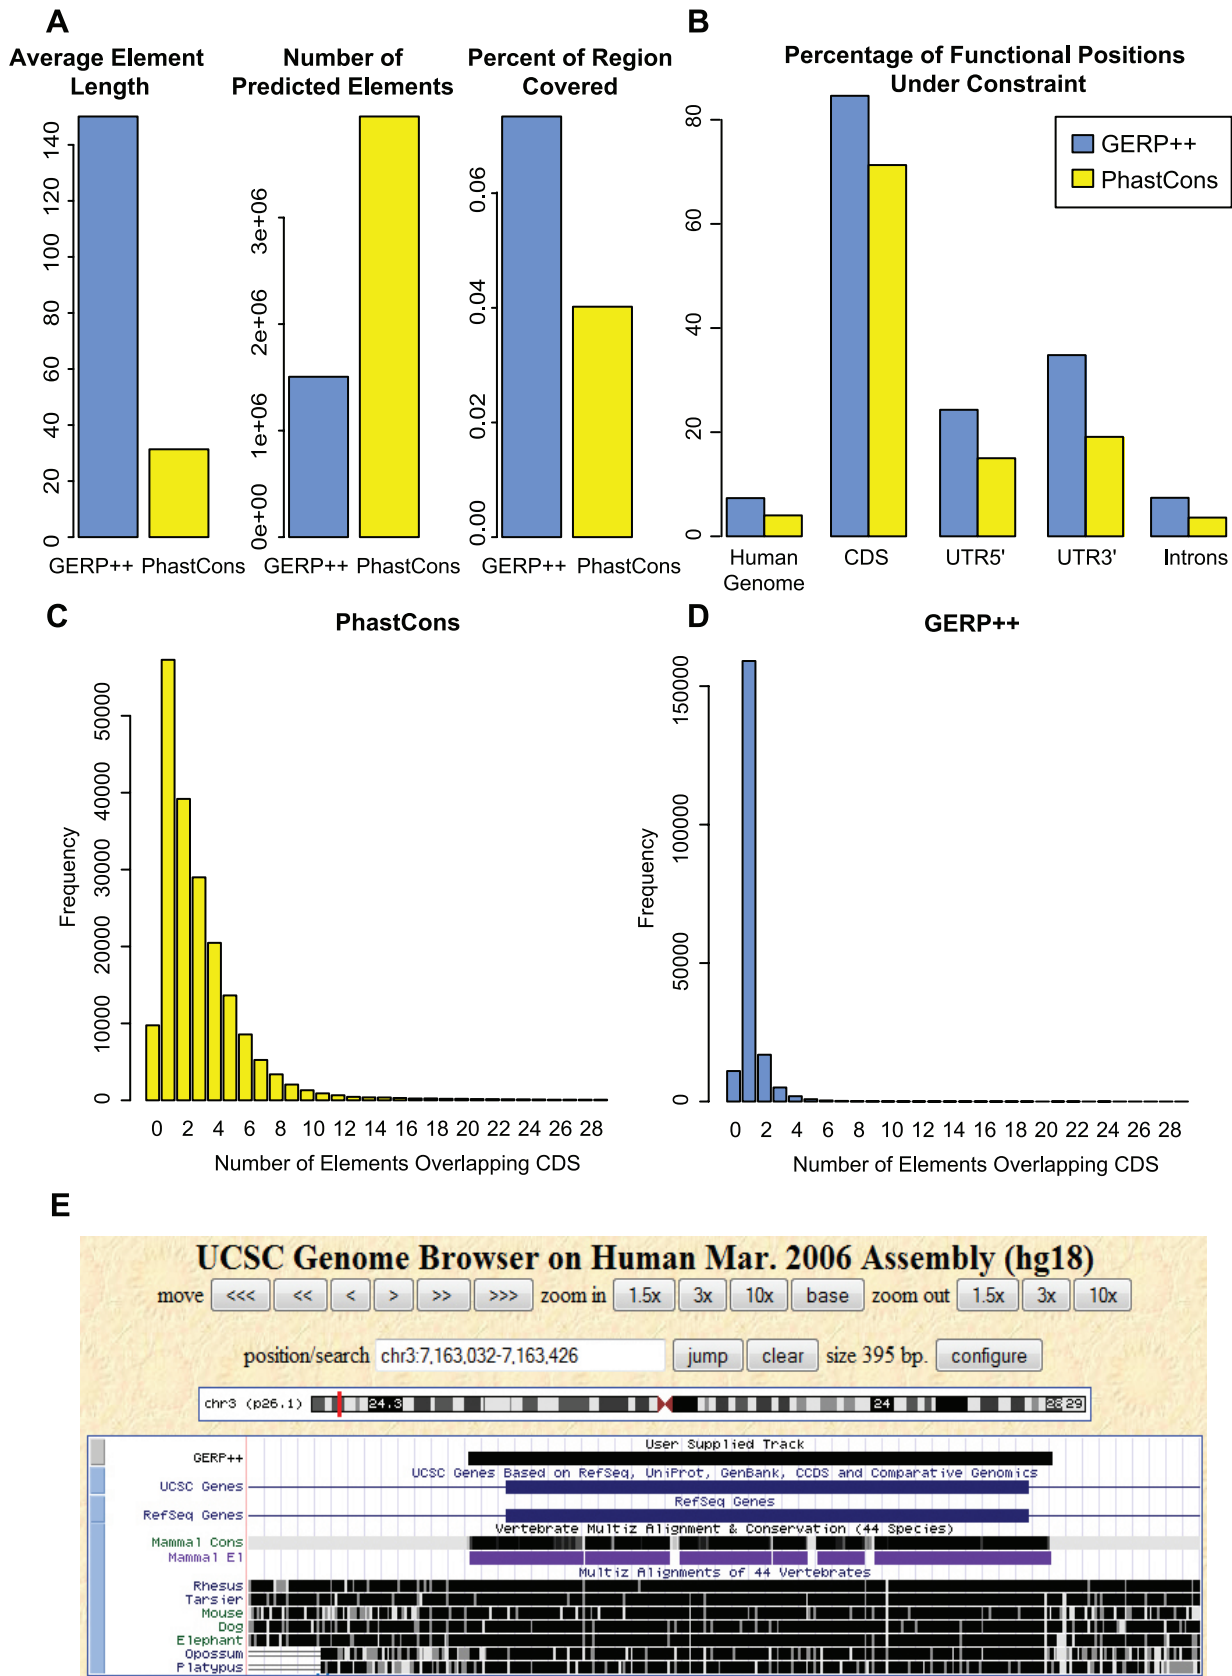 A
Average Element
Length
Number of
Predicted Elements
Percent of Region
Covered
0
20
40
60
80
100
120
140
GERP++ PhastCons
0e+00
1e+06
2e+06
3e+06
GERP++ PhastCons
0.00
0.02
0.04
0.06
GERP++ PhastCons
B
Percentage of Functional Positions
Under Constraint
GERP++
PhastCons
0
20
40
60
80
Human
Genome
CDS
UTR5'
UTR3'
Introns
C
PhastCons
Frequency
0
10000
20000
30000
40000
50000
0 2 4 6 8 10 12 14 16 18 20 22 24 26 28
Number of Elements Overlapping CDS
D
GERP++
Frequency
0
50000
100000
150000
0 2 4 6 8 10 12 14 16 18 20 22 24 26 28
Number of Elements Overlapping CDS
E
UCSC Genome Browser on Human Mar. 2006 Assembly (hg18)
move <<< << < > >> >>> zoom in 1.5x 3x 10x base zoom out 1.5x 3x 10x
position/search chr3:7,163,032-7,163,426 jump clear size 395 bp. configure
chr3 (p26.1) 24.3 24 28 29
User Supplied Track
GERP++
UCSC Genes Based on RefSeq, UniProt, GenBank, CCDS and Comparative Genomics
UCSC Genes
RefSeq Genes
RefSeq Genes
Vertebrate Multiz Alignment & Conservation (44 Species)
Mammal Cons
Mammal El
Multiz Alignments of 44 Vertebrates
Rhesus
Tarsier
Mouse
Dog
Elephant
Opossum
Platypus